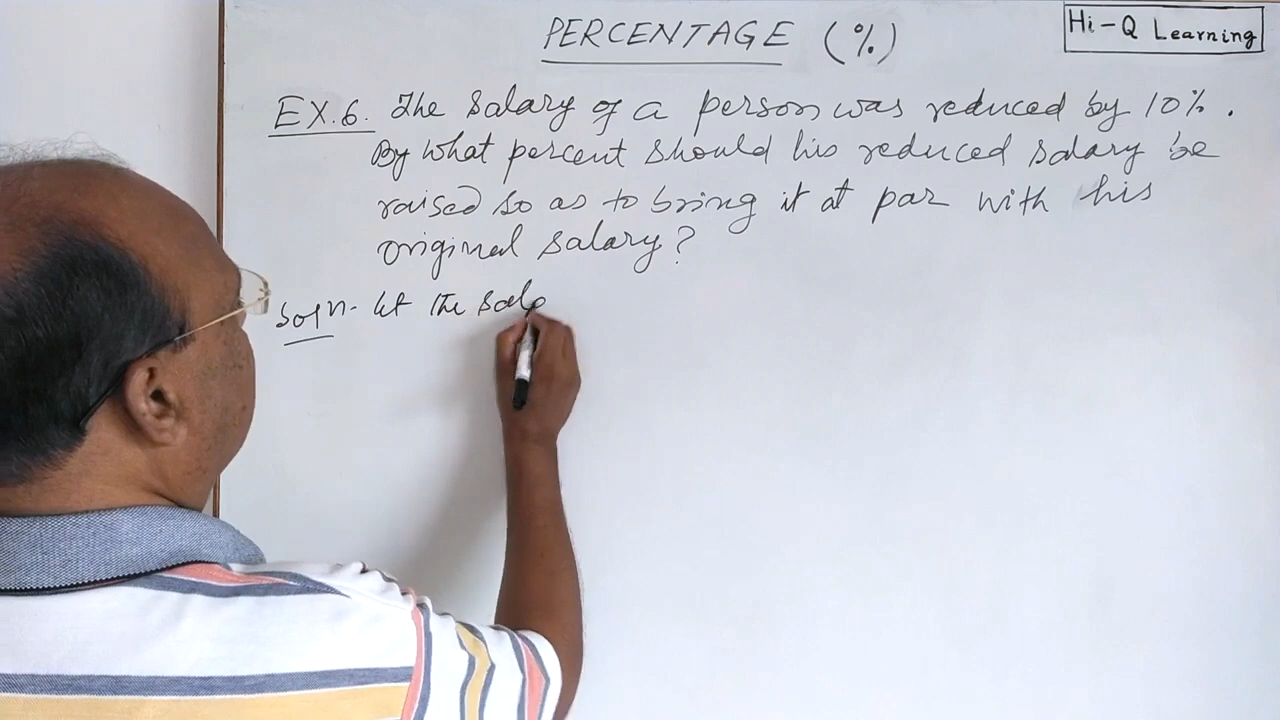 PERCENTAGE (%)
Hi-Q Learning
EX.6. The salary of a person was reduced by 10%.
By what percent should his reduced salary be
raised so as to bring it at par with his
original salary?
Soln- let the sala